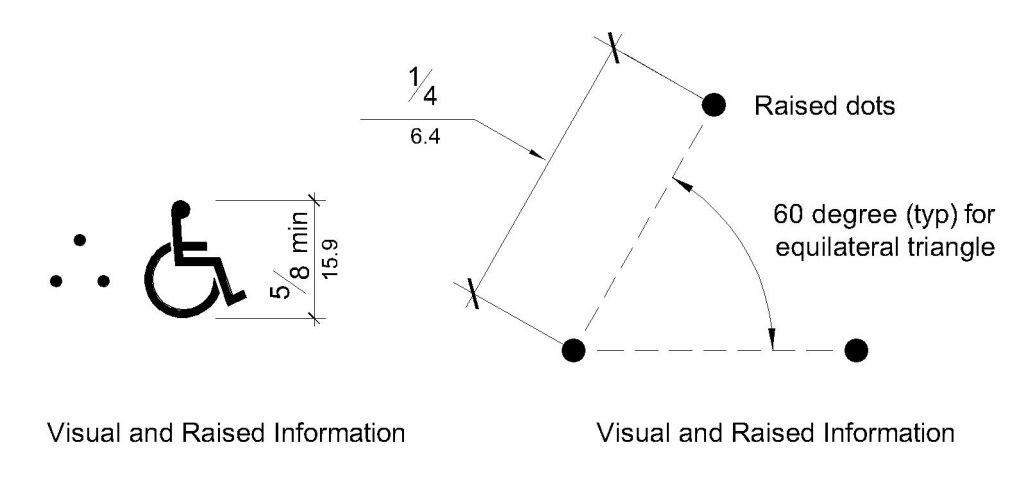 5/8 min
15.9
Visual and Raised Information
1/4
6.4
Raised dots
60 degree (typ) for
equilateral triangle
Visual and Raised Information